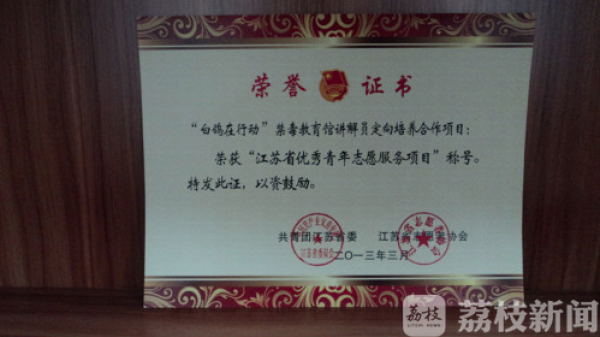 荣誉证书
“白鸽在行动”禁毒教育馆讲解员定向培养合作项目:
荣获“江苏省优秀青年志愿服务项目”称号。
特发此证,以资鼓励。
共青团江苏省委 江苏省志愿者协会
二〇一三年三月
荔枝
LITCHI NEWS
荔枝新闻